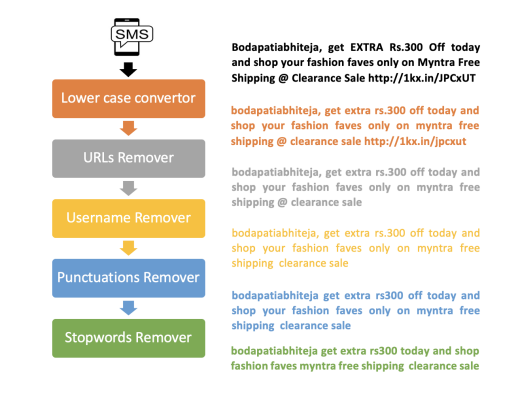 SMS
Bodapatiabhiteja, get EXTRA Rs.300 Off today
and shop your fashion faves only on Myntra Free
Shipping @ Clearance Sale http://1kx.in/JPCxUT
Lower case convertor
bodapatiabhiteja, get extra rs.300 off today and
shop your fashion faves only on myntra free
shipping @ clearance sale http://1kx.in/jpcxut
URLs Remover
bodapatiabhiteja, get extra rs.300 off today and
shop your fashion faves only on myntra free
shipping @ clearance sale
Username Remover
bodapatiabhiteja, get extra rs.300 off today and
shop your fashion faves only on myntra free
shipping clearance sale
Punctuations Remover
bodapatiabhiteja, get extra rs300 off today and
shop your fashion faves only on myntra free
shipping clearance sale
Stopwords Remover
bodapatiabhiteja get extra rs300 today and shop
fashion faves myntra free shipping clearance sale